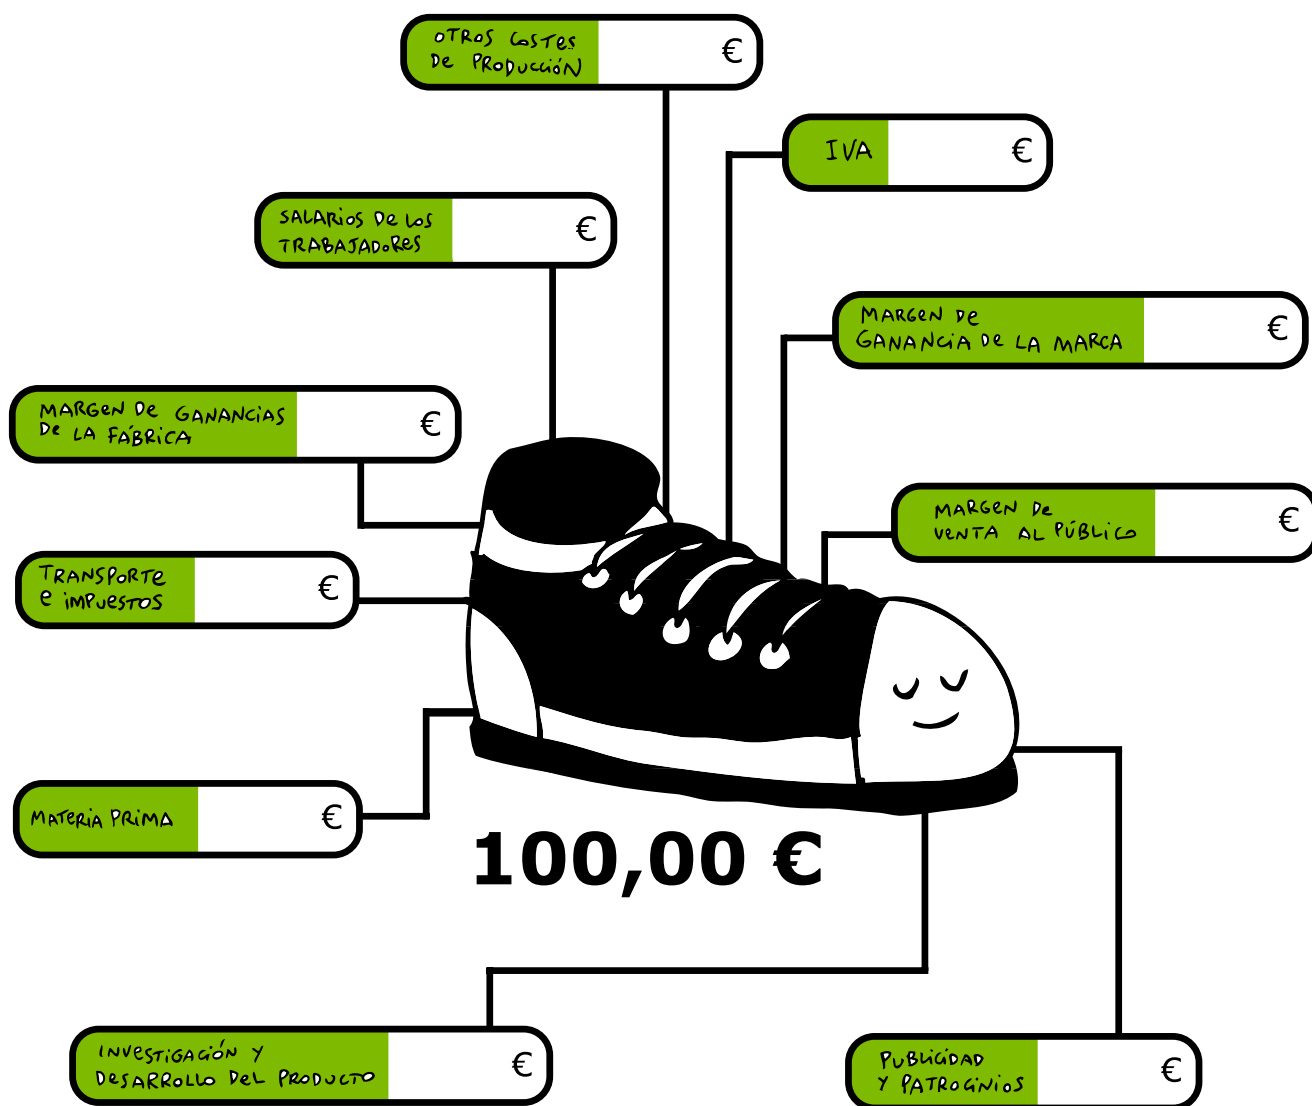 OTROS COSTES
DE PRODUCCIÓN
€
IVA
€
SALARIOS DE LOS
TRABAJADORES
€
MARGEN DE
GANANCIA DE LA MARCA
€
MARGEN DE GANANCIAS
DE LA FÁBRICA
€
MARGEN DE
VENTA AL PÚBLICO
€
TRANSPORTE
E IMPUESTOS
€
MATERIA PRIMA
€
100,00 €
INVESTIGACIÓN Y
DESARROLLO DEL PRODUCTO
€
PUBLICIDAD
Y PATROCINIOS
€